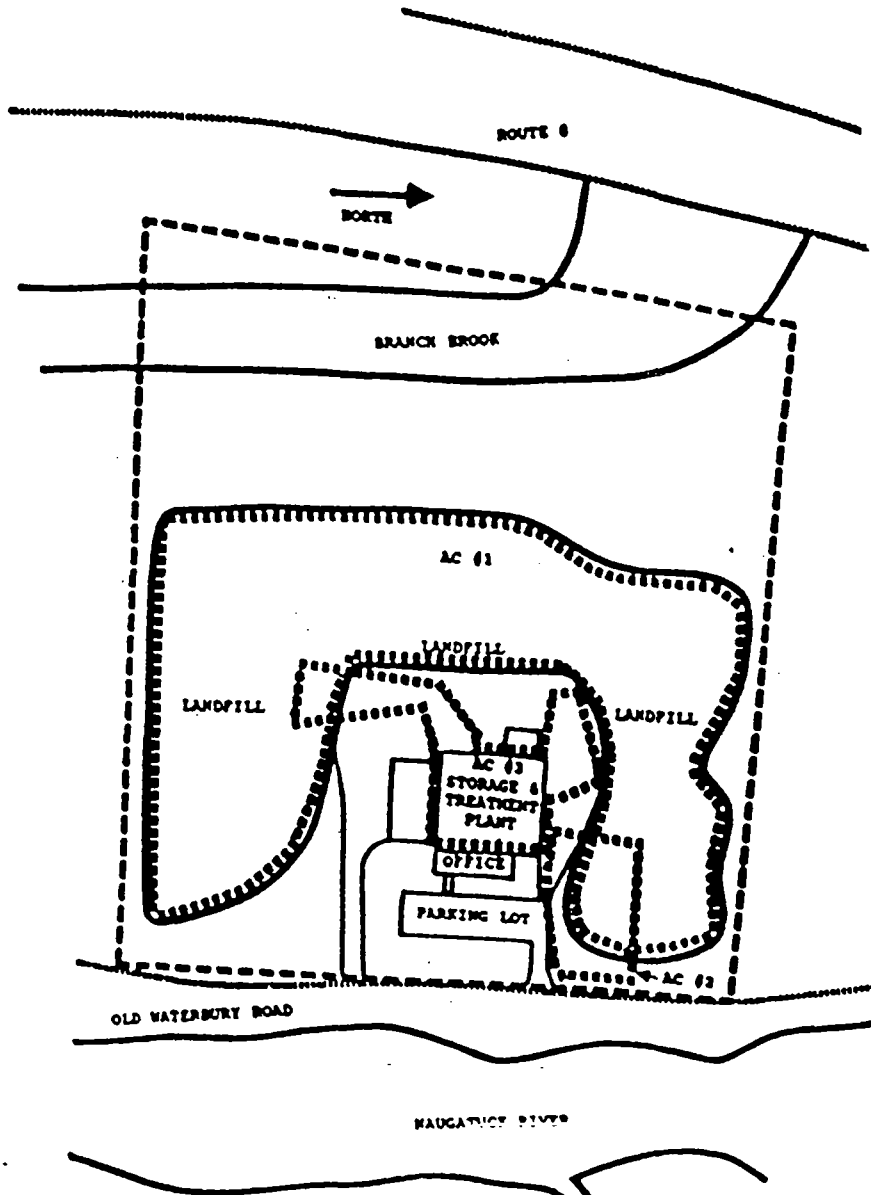 ROUTE 6
NORTH
BRANCH BROOK
AC #1
LANDFILL
LANDFILL
LANDFILL
AC #3
STORAGE &
TREATMENT
PLANT
OFFICE
PARKING LOT
AC #2
OLD WATERBURY ROAD
NAUGATUCK RIVER